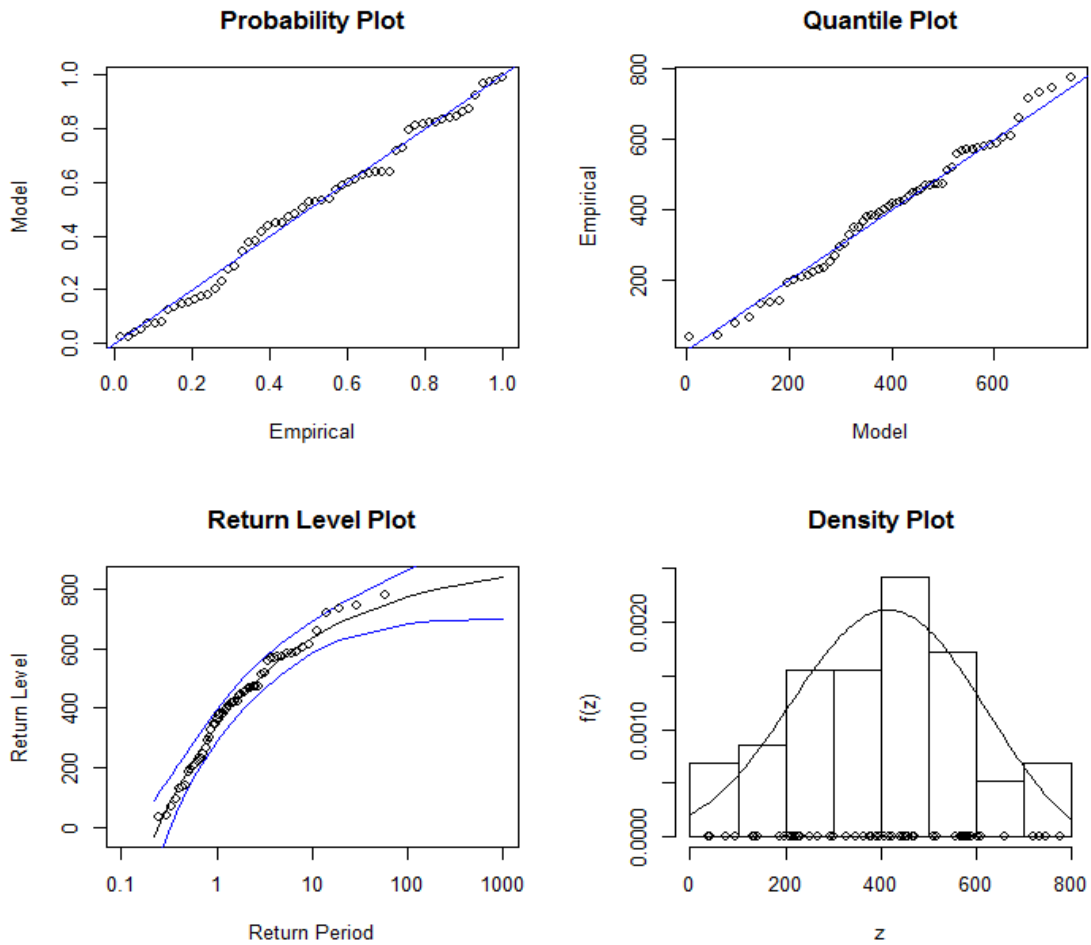 Probability Plot
Model
0.0 0.2 0.4 0.6 0.8 1.0
0.0 0.2 0.4 0.6 0.8 1.0
Empirical
Quantile Plot
Empirical
200 400 600 800
0 200 400 600
Model
Return Level Plot
Return Level
0 200 400 600 800
0.1 1 10 100 1000
Return Period
Density Plot
f(z)
0.0000 0.0010 0.0020
0 200 400 600 800
z